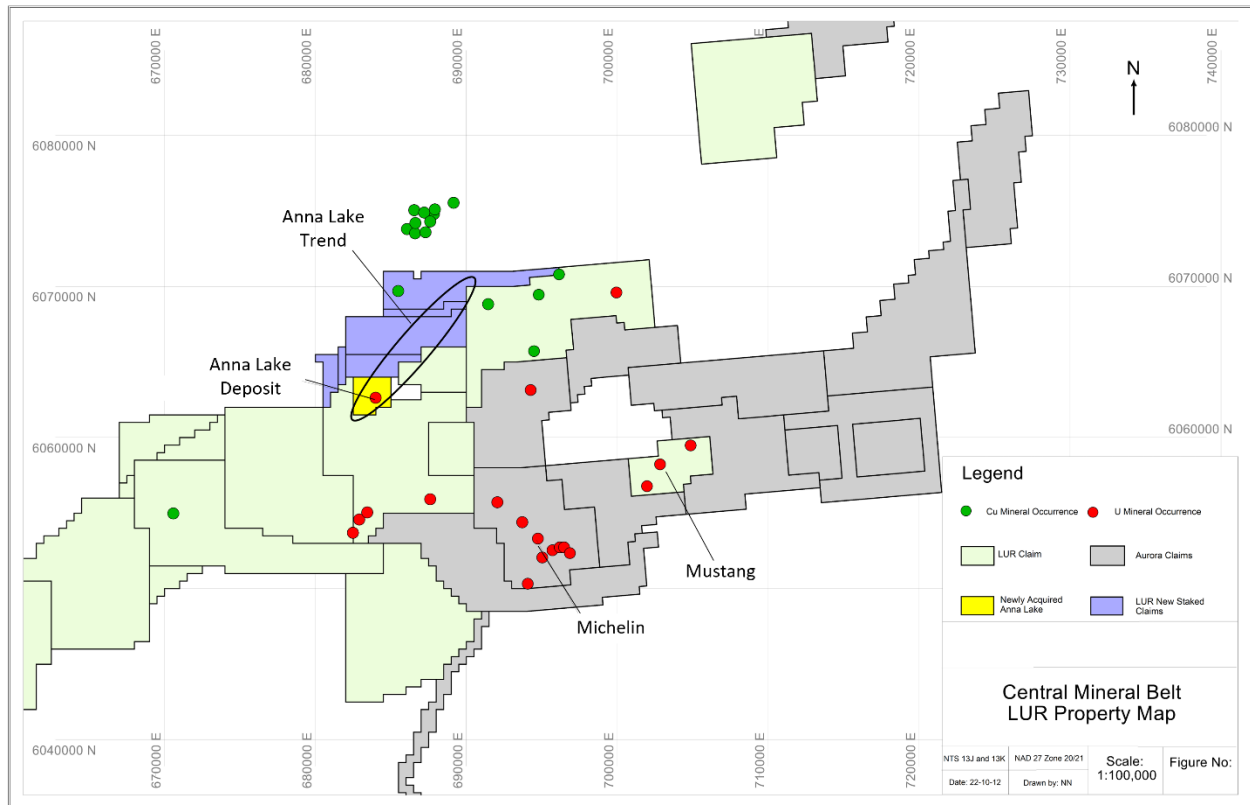 670000 E
680000 E
690000 E
700000 E
720000 E
730000 E
740000 E
N
6080000 N
6080000 N
Anna Lake
Trend
6070000 N
6070000 N
Anna Lake
Deposit
6060000 N
6060000 N
Mustang
Michelin
6040000 N
670000 E
680000 E
690000 E
700000 E
710000 E
720000 E
Legend
Cu Mineral Occurrence
U Mineral Occurrence
LUR Claim
Aurora Claims
Newly Acquired
Anna Lake
LUR New Staked
Claims
Central Mineral Belt
LUR Property Map
NTS 13J and 13K
NAD 27 Zone 20/21
Scale:
1:100,000
Figure No:
Date: 22-10-12
Drawn by: NN